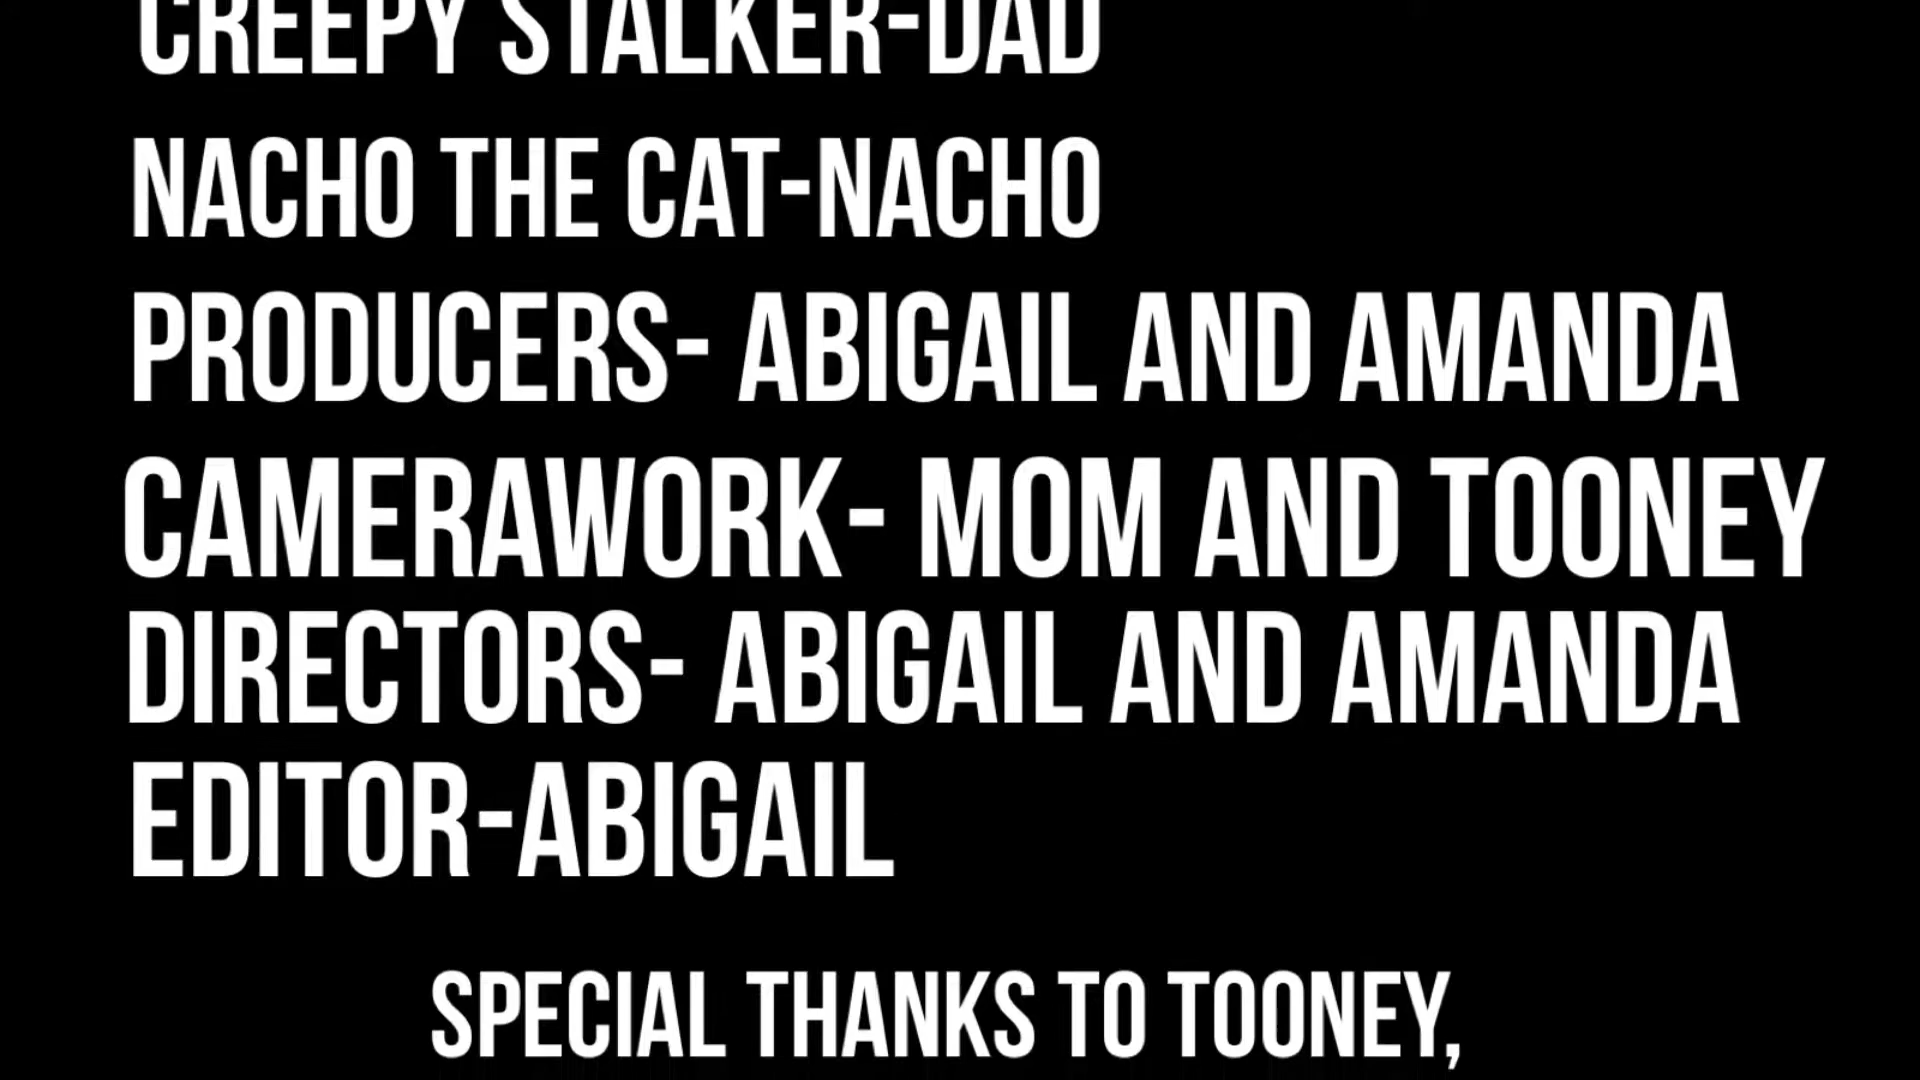 CREEPY STALKER-DAD
NACHO THE CAT-NACHO
PRODUCERS- ABIGAIL AND AMANDA
CAMERAWORK- MOM AND TOONEY
DIRECTORS- ABIGAIL AND AMANDA
EDITOR-ABIGAIL
SPECIAL THANKS TO TOONEY,